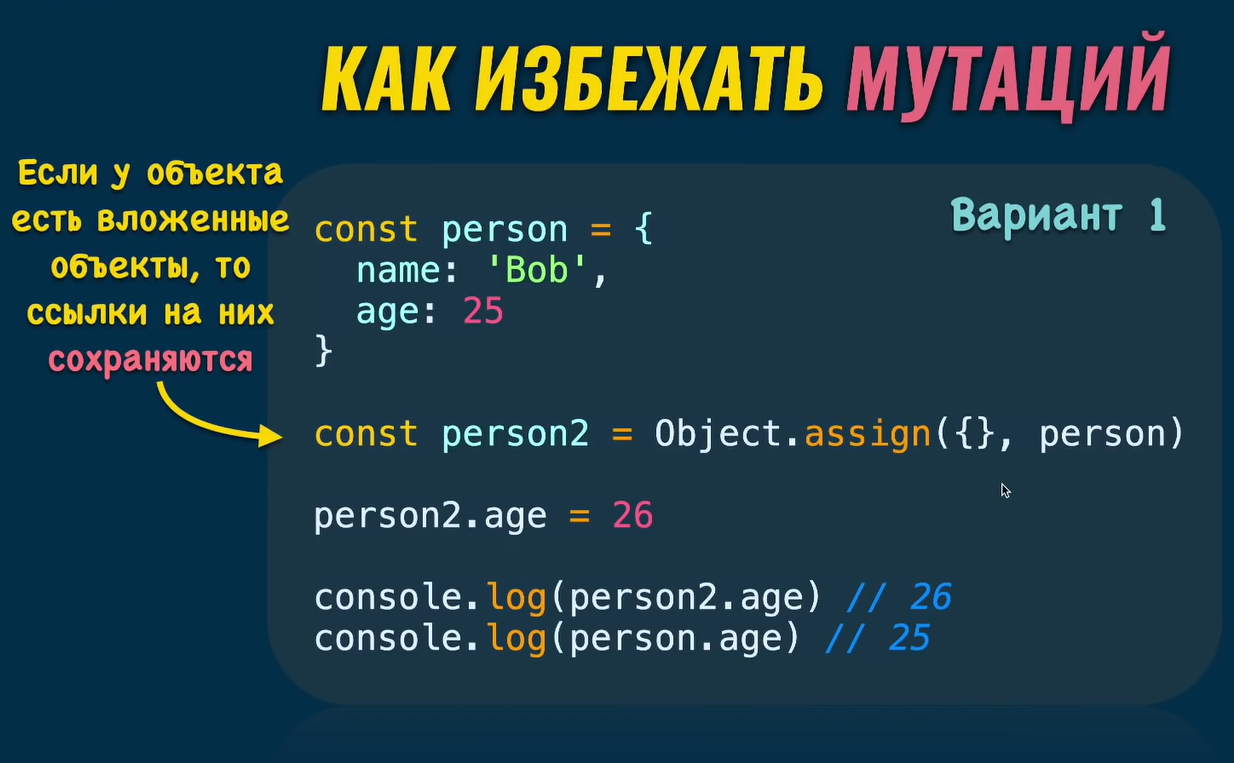 КАК ИЗБЕЖАТЬ МУТАЦИЙ
Если у объекта
есть вложенные
объекты, то
ссылки на них
сохраняются
Вариант 1
const person = {
  name: 'Bob',
  age: 25
}
const person2 = Object.assign({}, person)
person2.age = 26
console.log(person2.age) // 26
console.log(person.age) // 25